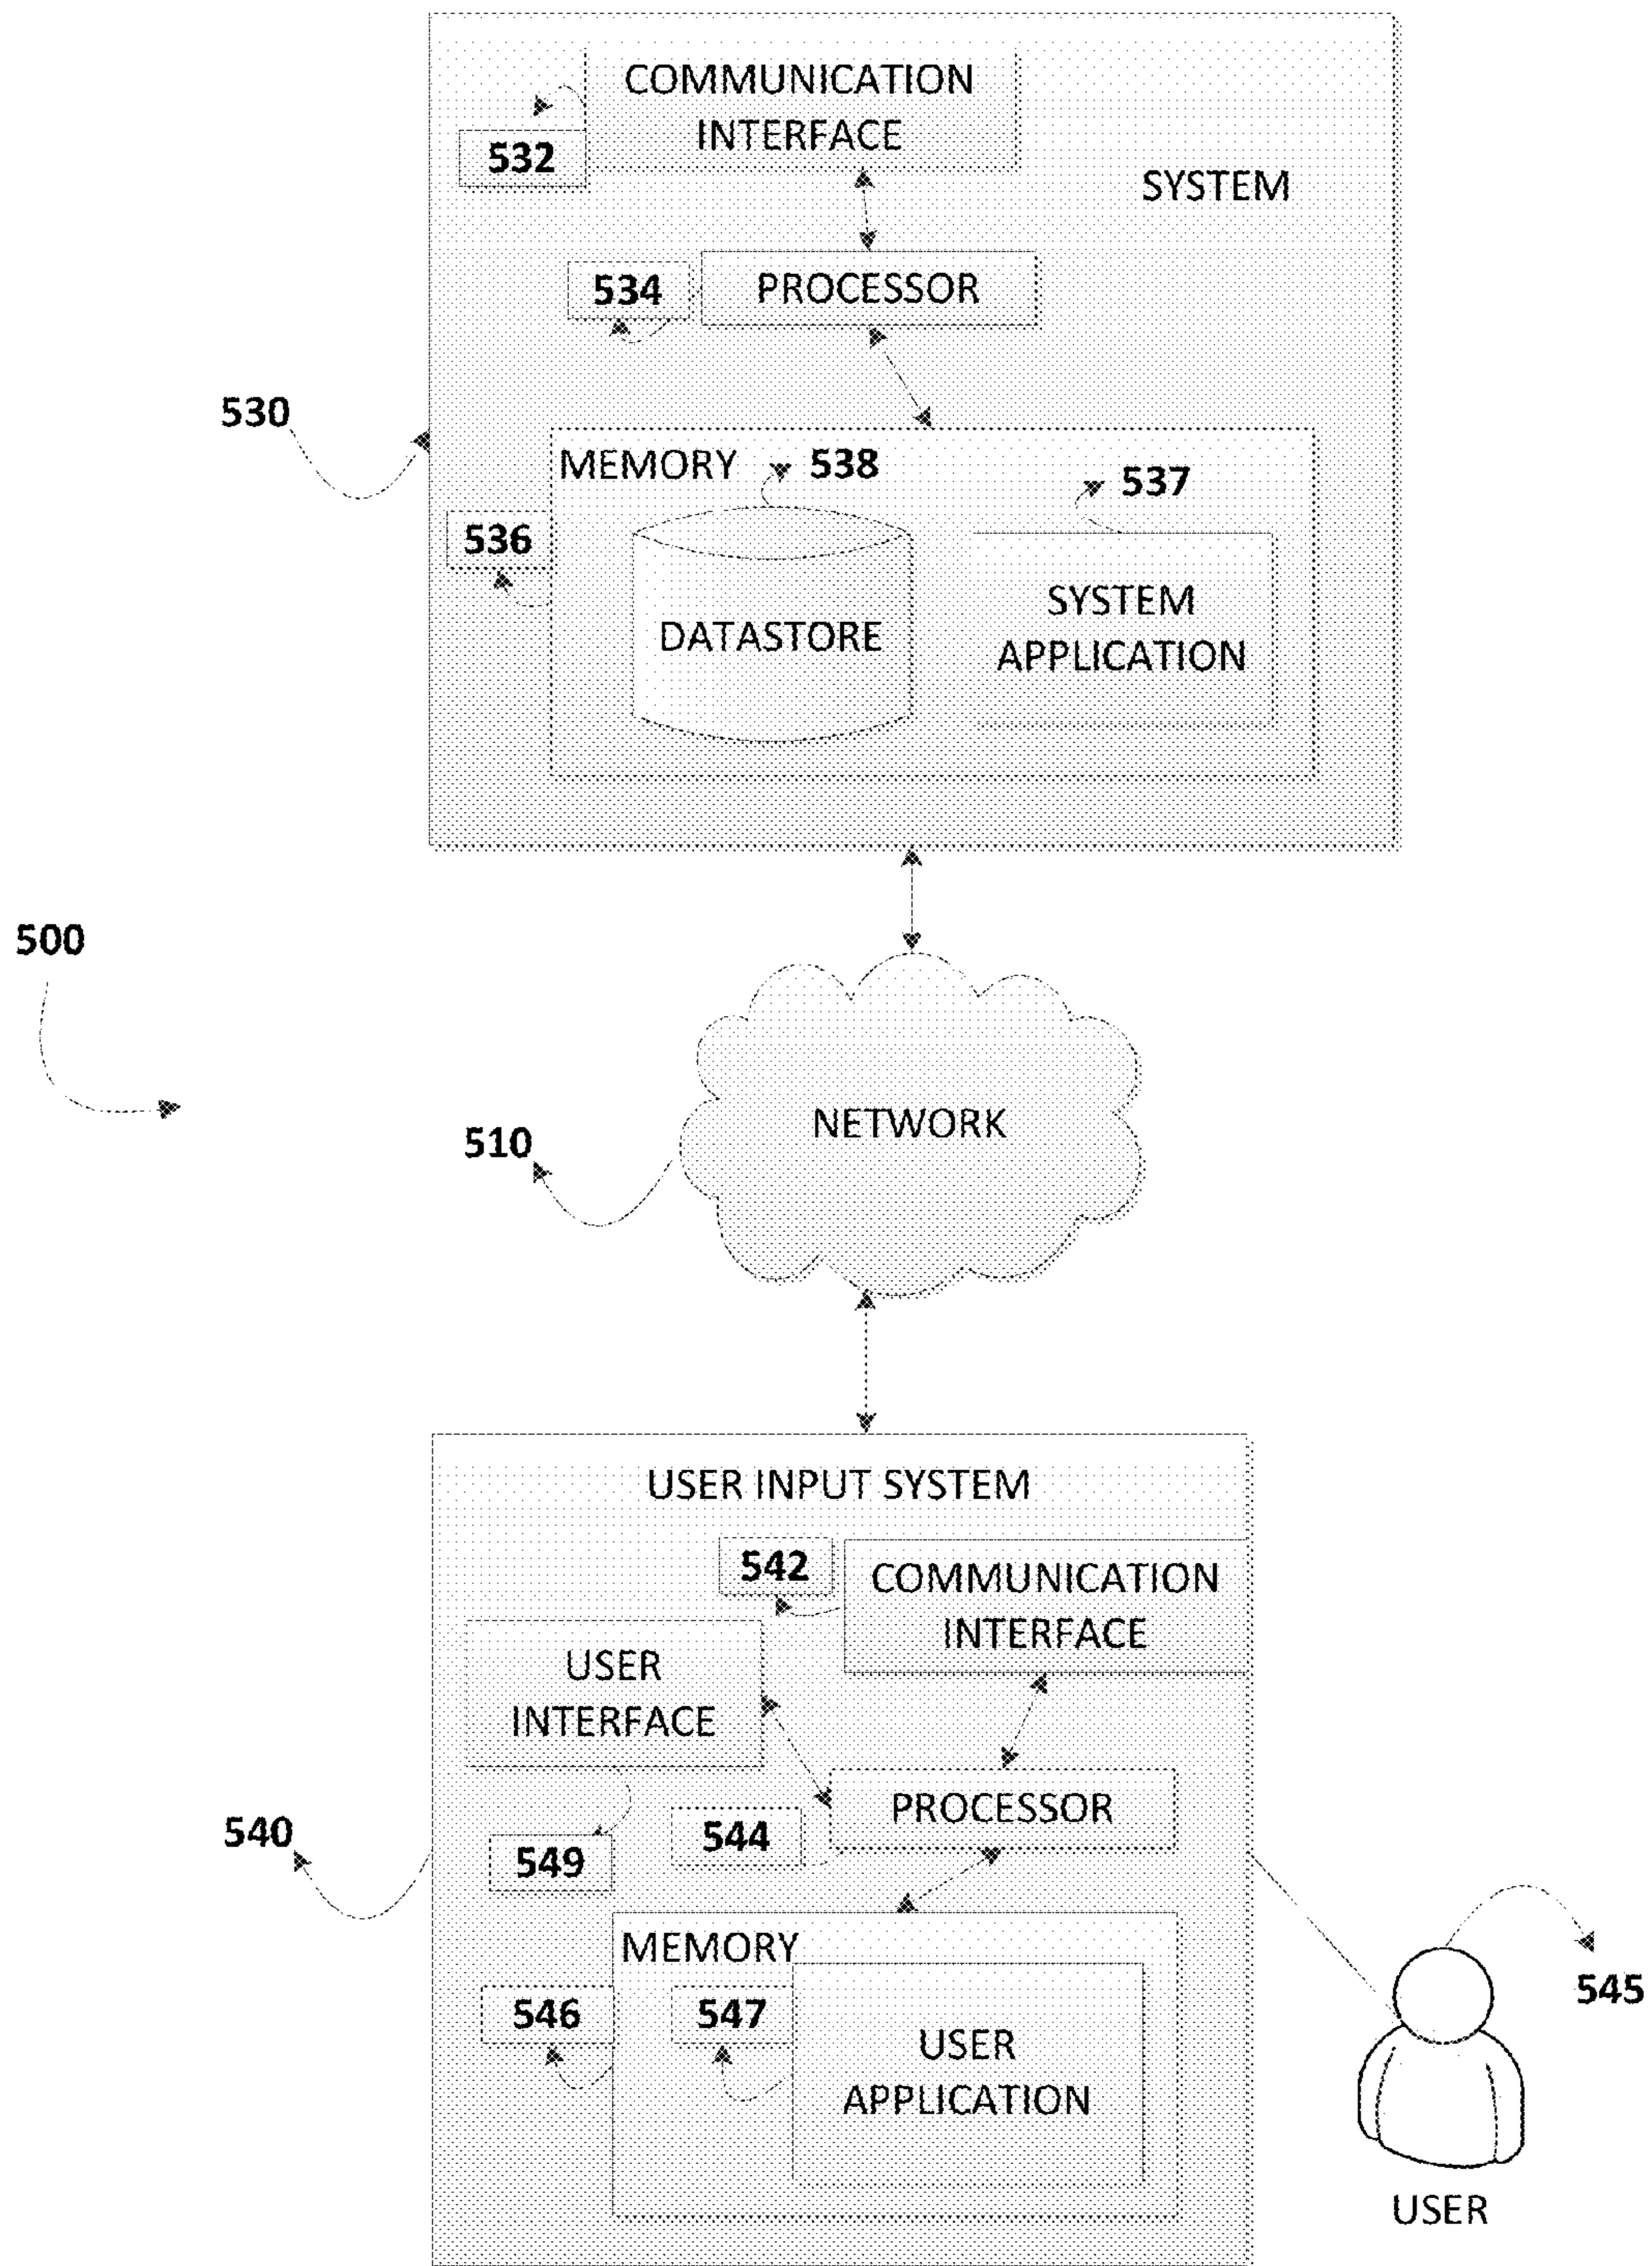 COMMUNICATION
INTERFACE
532
SYSTEM
534
PROCESSOR
530
MEMORY
538
537
536
DATASTORE
SYSTEM
APPLICATION
500
NETWORK
510
USER INPUT SYSTEM
542
COMMUNICATION
INTERFACE
USER
INTERFACE
PROCESSOR
544
540
549
MEMORY
546
547
USER
APPLICATION
545
USER